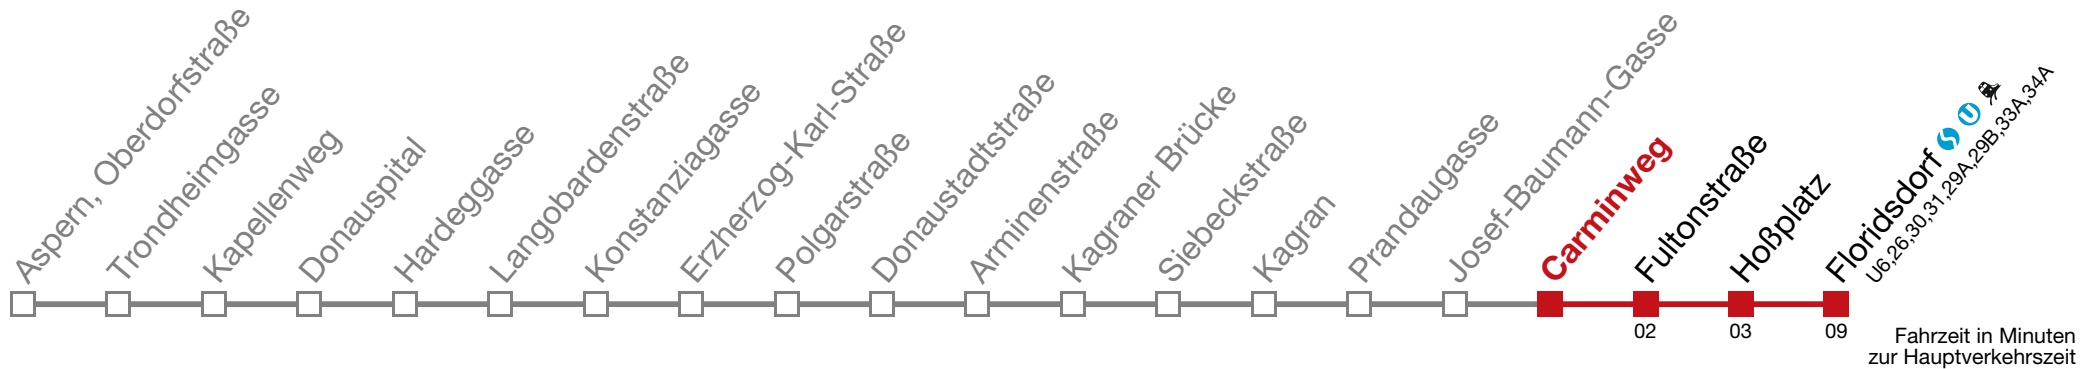 Aspern, Oberdorfstraße
Trondheimgasse
Kapellenweg
Donauspital
Hardeggasse
Langobardenstraße
Konstanziagasse
Erzherzog-Karl-Straße
Polgarstraße
Donaustadtstraße
Arminenstraße
Kagraner Brücke
Siebeckstraße
Kagran
Prandaugasse
Josef-Baumann-Gasse
Carminweg
Fultonstraße
Hoßplatz
Floridsdorf S U
U6,26,30,31,29A,29B,33A,34A
02 03 09
Fahrzeit in Minuten
zur Hauptverkehrszeit